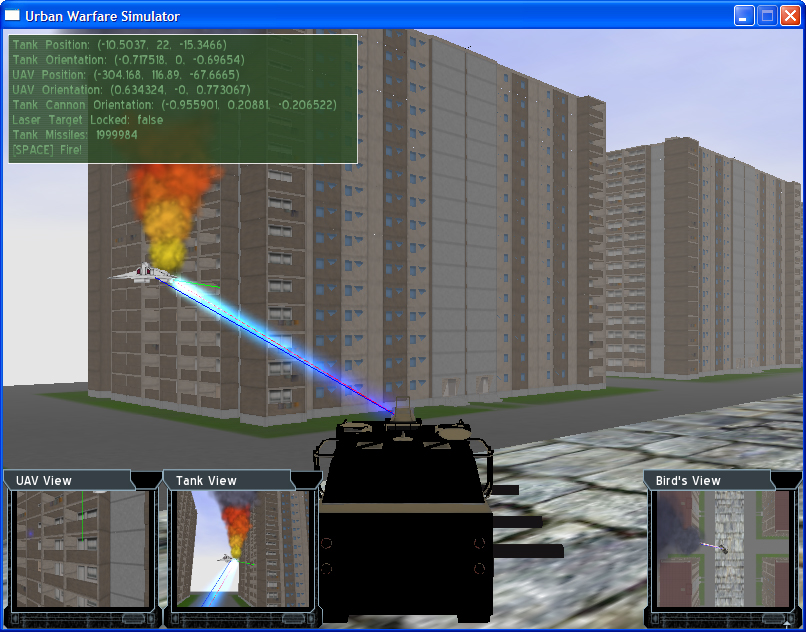 Urban Warfare Simulator
Tank Position: (-10.5037, 22, -15.3466)
Tank Orientation: (-0.717518, 0, -0.69654)
UAV Position: (-304.168, 116.89, -67.6665)
UAV Orientation: (0.634324, -0, 0.773067)
Tank Cannon Orientation: (-0.955901, 0.20881, -0.206522)
Laser Target Locked: false
Tank Missiles: 1999984
[SPACE] Fire!
UAV View
Tank View
Bird's View